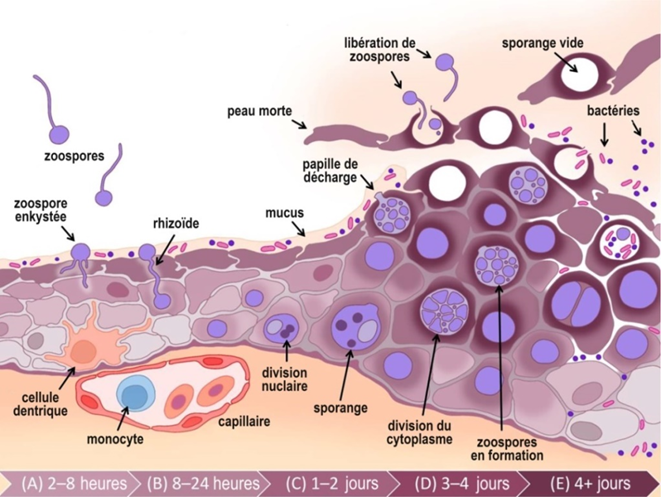 libération de
zoospores
sporange vide
peau morte
bactéries
zoospores
papille de
décharge
zoospore
enkystée
rhizoïde
mucus
cellule
dentrique
monocyte
capillaire
division
nuclaire
sporange
division du
cytoplasme
zoospores
en formation
(A) 2–8 heures
(B) 8–24 heures
(C) 1–2 jours
(D) 3–4 jours
(E) 4+ jours